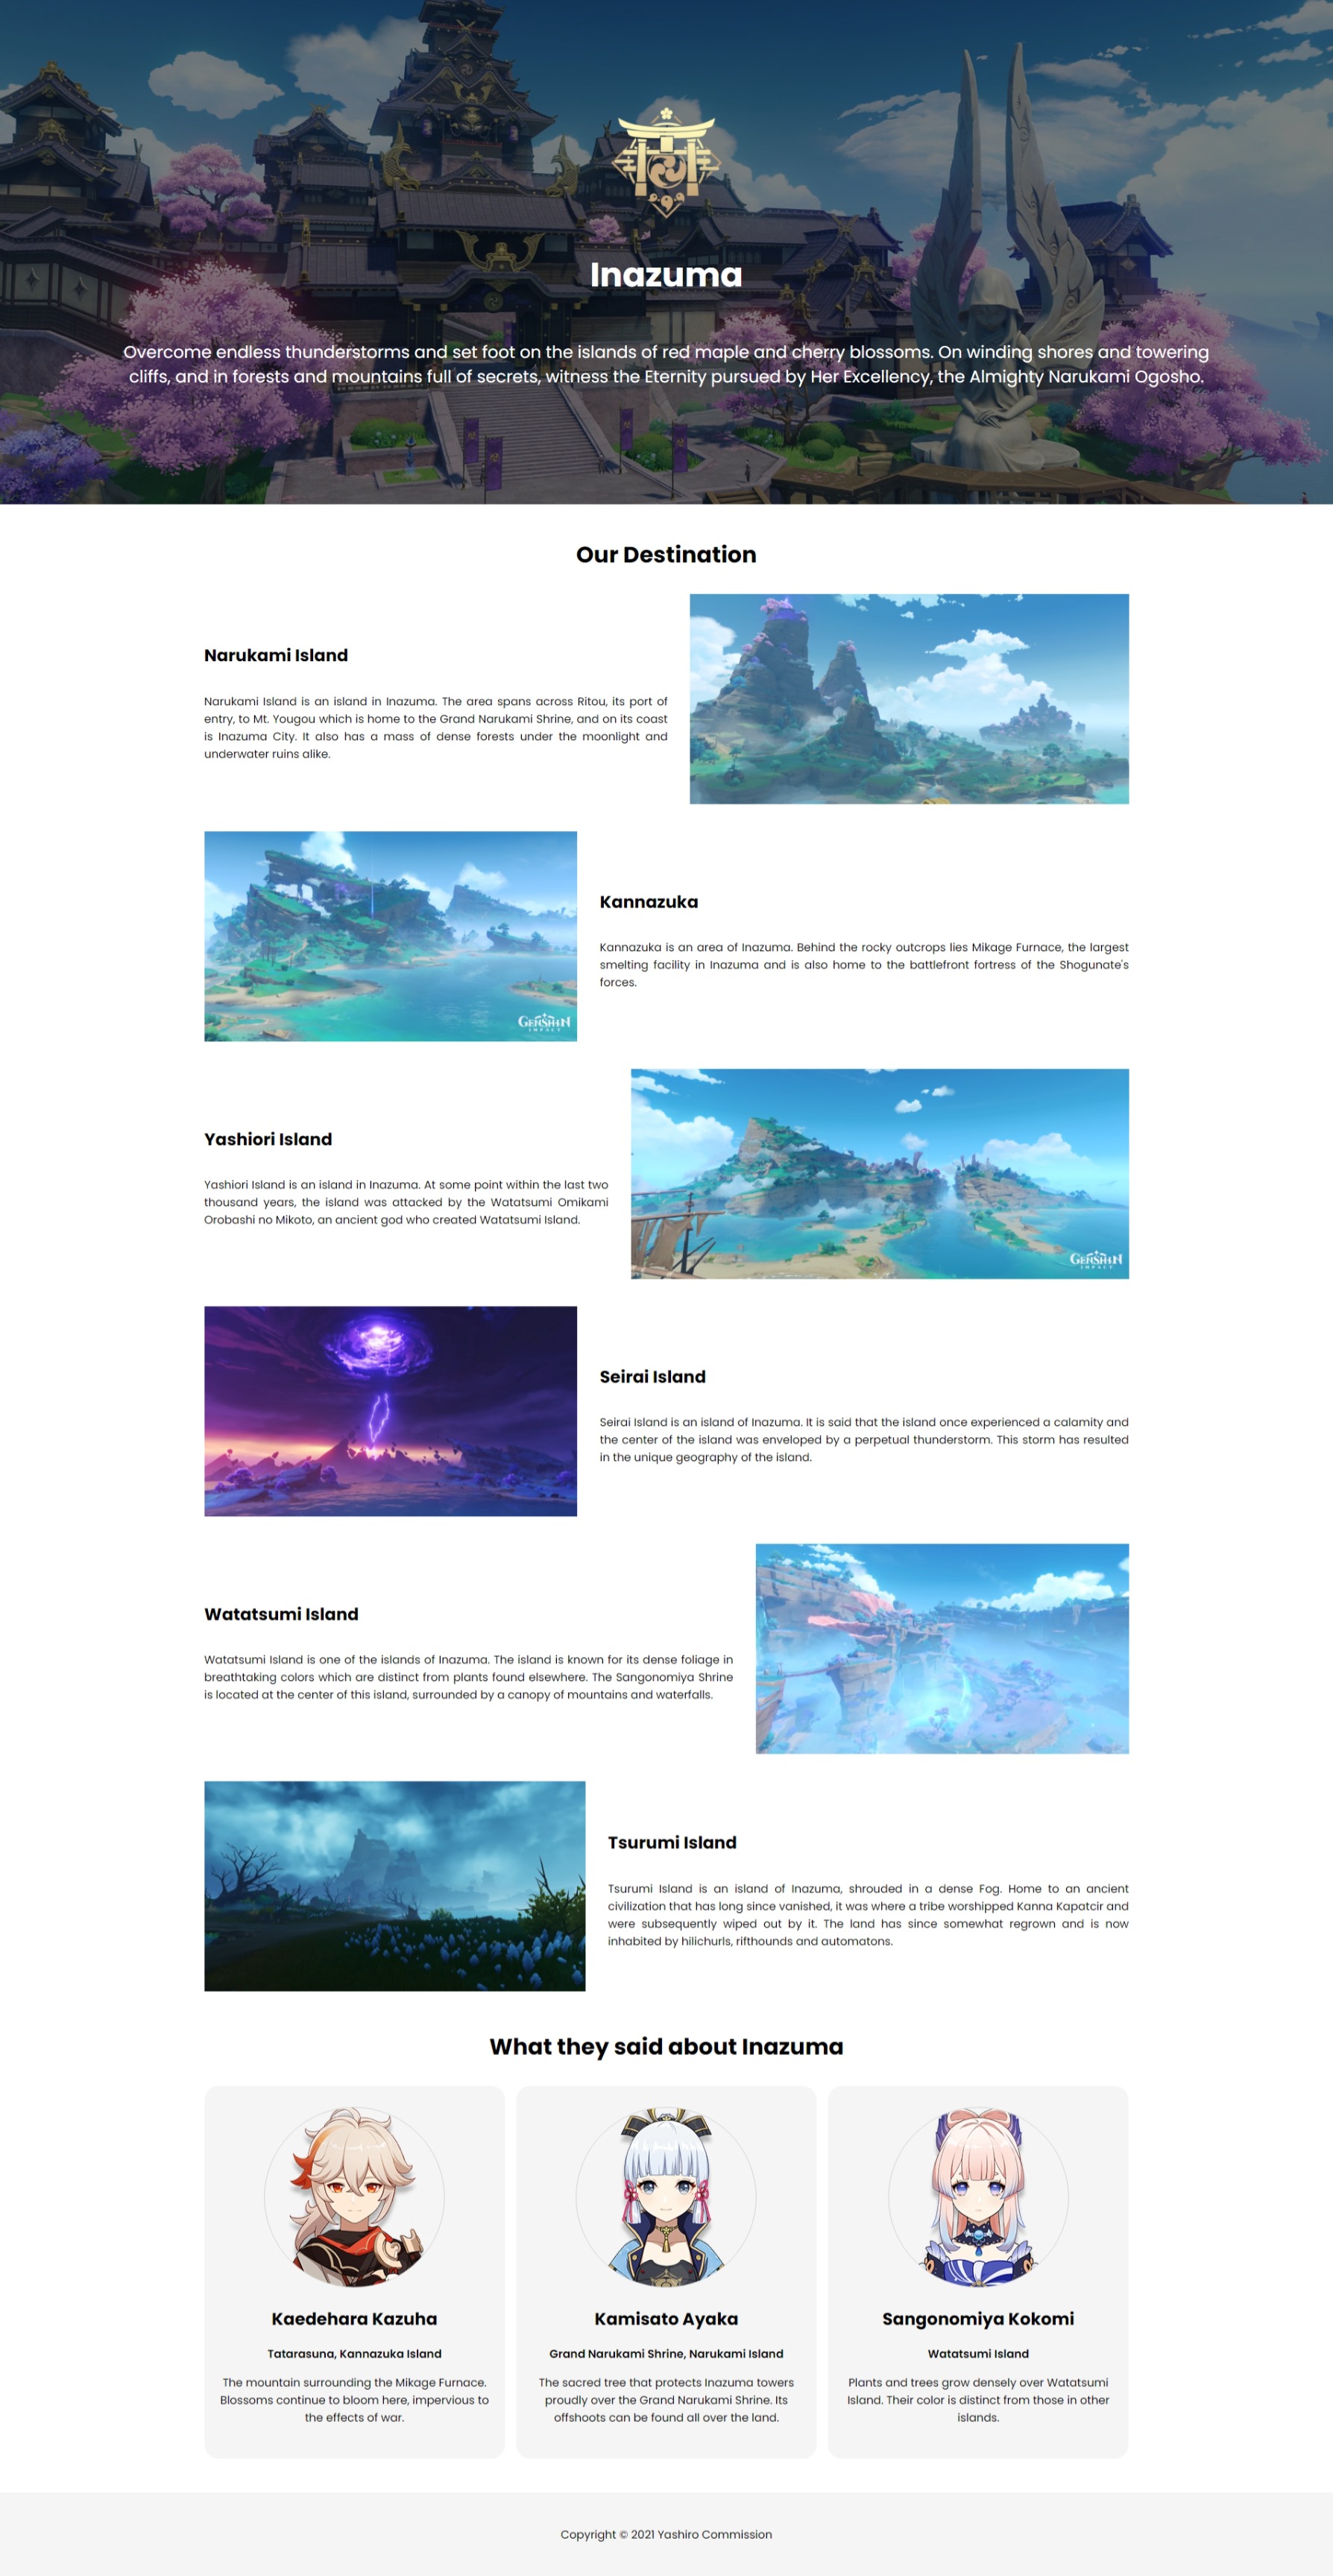 Inazuma
Overcome endless thunderstorms and set foot on the islands of red maple and cherry blossoms. On winding shores and towering
cliffs, and in forests and mountains full of secrets, witness the Eternity pursued by Her Excellency, the Almighty Narukami Ogosho.
Our Destination
Narukami Island
Narukami Island is an island in Inazuma. The area spans across Ritou, its port of
entry, to Mt. Yougou which is home to the Grand Narukami Shrine, and on its coast
is Inazuma City. It also has a mass of dense forests under the moonlight and
underwater ruins alike.
GENSHIN
IMPACT
Kannazuka
Kannazuka is an area of Inazuma. Behind the rocky outcrops lies Mikage Furnace, the largest
smelting facility in Inazuma and is also home to the battlefront fortress of the Shogunate's
forces.
Yashiori Island
Yashiori Island is an island in Inazuma. At some point within the last two
thousand years, the island was attacked by the Watatsumi Omikami
Orobashi no Mikoto, an ancient god who created Watatsumi Island.
GENSHIN
IMPACT
Seirai Island
Seirai Island is an island of Inazuma. It is said that the island once experienced a calamity and
the center of the island was enveloped by a perpetual thunderstorm. This storm has resulted
in the unique geography of the island.
Watatsumi Island
Watatsumi Island is one of the islands of Inazuma. The island is known for its dense foliage in
breathtaking colors which are distinct from plants found elsewhere. The Sangonomiya Shrine
is located at the center of this island, surrounded by a canopy of mountains and waterfalls.
Tsurumi Island
Tsurumi Island is an island of Inazuma, shrouded in a dense Fog. Home to an ancient
civilization that has long since vanished, it was where a tribe worshipped Kanna Kapatcir and
were subsequently wiped out by it. The land has since somewhat regrown and is now
inhabited by hilichurls, rifthounds and automatons.
What they said about Inazuma
Kaedehara Kazuha
Tatarasuna, Kannazuka Island
The mountain surrounding the Mikage Furnace.
Blossoms continue to bloom here, impervious to
the effects of war.
Kamisato Ayaka
Grand Narukami Shrine, Narukami Island
The sacred tree that protects Inazuma towers
proudly over the Grand Narukami Shrine. Its
offshoots can be found all over the land.
Sangonomiya Kokomi
Watatsumi Island
Plants and trees grow densely over Watatsumi
Island. Their color is distinct from those in other
islands.
Copyright © 2021 Yashiro Commission